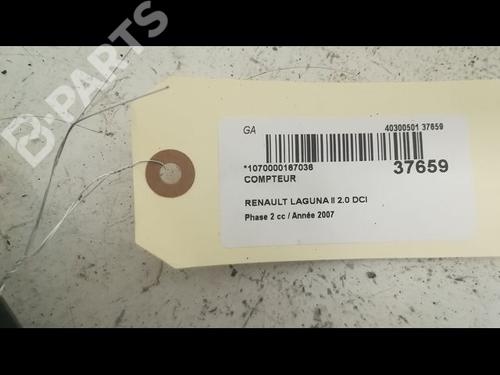 B-PARTS
GA 40300501 37659
*1070000167036 37659
COMPTEUR
RENAULT LAGUNA II 2.0 DCI
Phase 2 cc / Année 2007